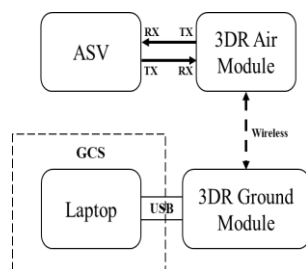 RX TX
ASV
3DR Air
Module
TX RX
Wireless
GCS
Laptop
USB
3DR Ground
Module